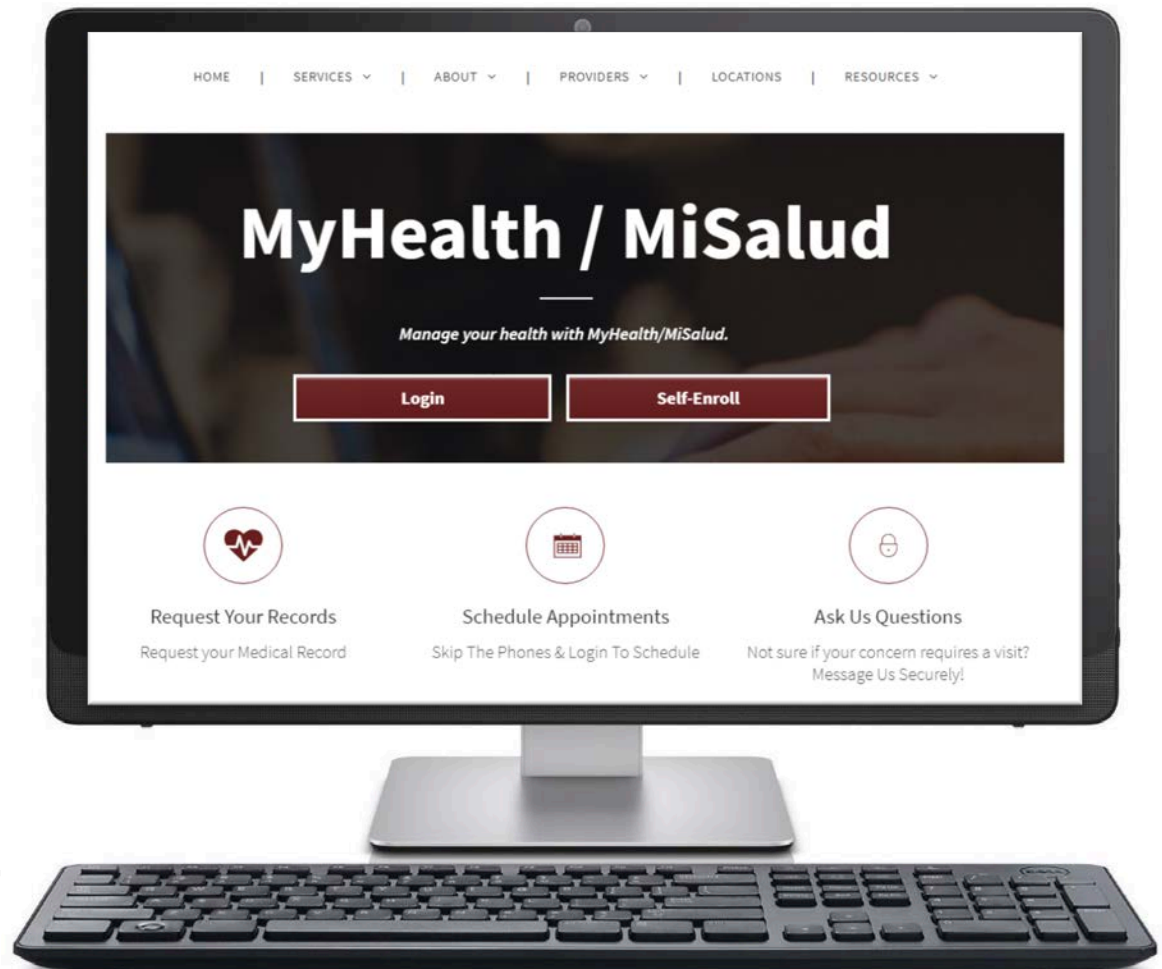 HOME | SERVICES | ABOUT | PROVIDERS | LOCATIONS | RESOURCES
MyHealth / MiSalud
Manage your health with MyHealth/MiSalud.
Login Self-Enroll
Request Your Records Schedule Appointments Ask Us Questions
Request your Medical Record Skip The Phones & Login To Schedule Not sure if your concern requires a visit?
Message Us Securely!
DELL